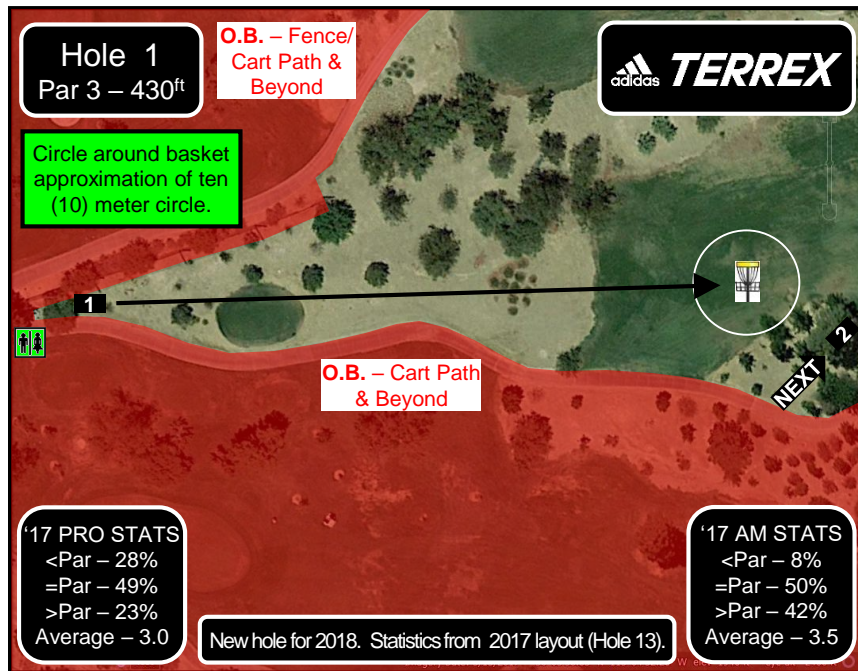 Hole 1
Par 3 – 430ft
O.B. – Fence/
Cart Path &
Beyond
adidas TERREX
Circle around basket
approximation of ten
(10) meter circle.
1
O.B. – Cart Path
& Beyond
NEXT 2
‘17 PRO STATS
<Par – 28%
=Par – 49%
>Par – 23%
Average – 3.0
‘17 AM STATS
<Par – 8%
=Par – 50%
>Par – 42%
Average – 3.5
New hole for 2018. Statistics from 2017 layout (Hole 13).